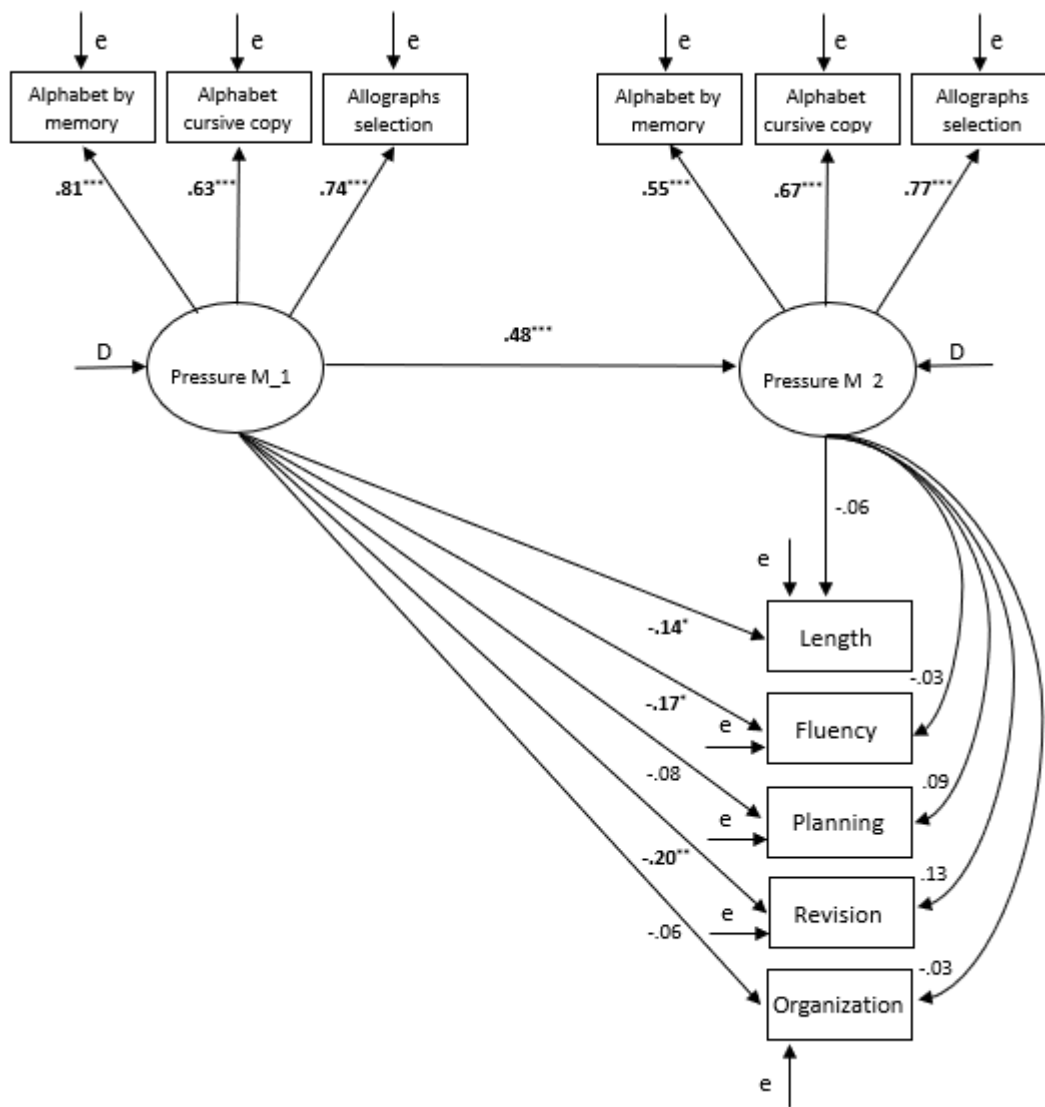 e
e
e
e
e
e
Alphabet by
memory
Alphabet
cursive copy
Allographs
selection
Alphabet by
memory
Alphabet
cursive copy
Allographs
selection
.81***
.63***
.74***
.55***
.67***
.77***
D
Pressure M_1
.48***
Pressure M_2
D
-.06
e
Length
-.14*
-.03
-.17*
e
Fluency
-.08
.09
e
Planning
-.20**
.13
e
Revision
-.06
-.03
Organization
e